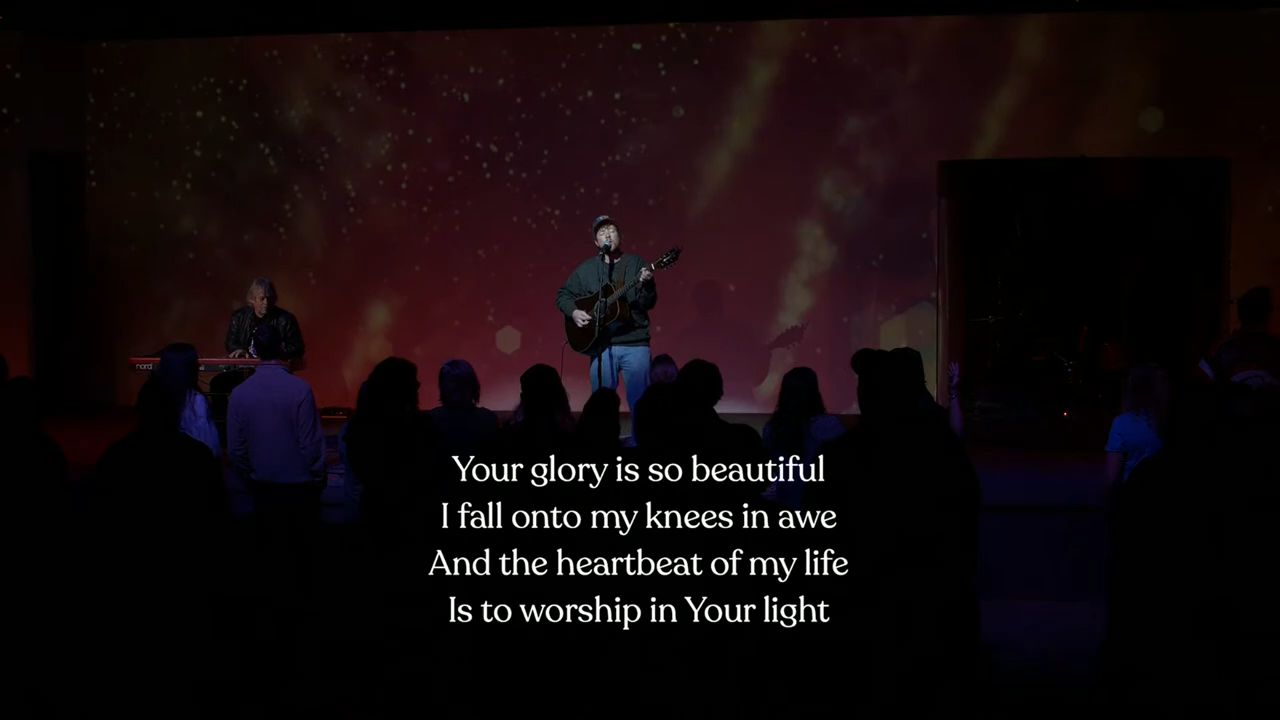 nord
Your glory is so beautiful
I fall onto my knees in awe
And the heartbeat of my life
Is to worship in Your light